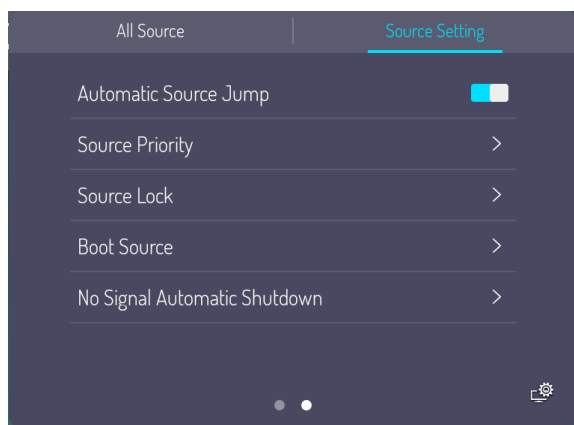 All Source
Source Setting
Automatic Source Jump
Source Priority
Source Lock
Boot Source
No Signal Automatic Shutdown